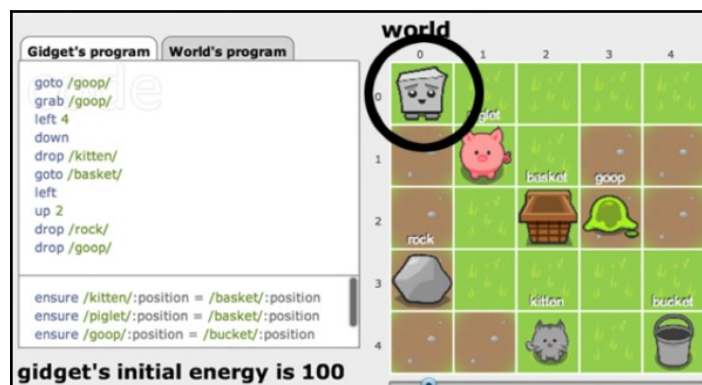 world
Gidget's program World's program
0 1 2 3 4
code
goto /goop/
grab /goop/
left 4
down
drop /kitten/
goto /basket/
left
up 2
drop /rock/
drop /goop/
ensure /kitten/:position = /basket/:position
ensure /piglet/:position = /basket/:position
ensure /goop/:position = /bucket/:position
gidget's initial energy is 100
0
piglet
1
basket goop
2
rock
3
kitten bucket
4